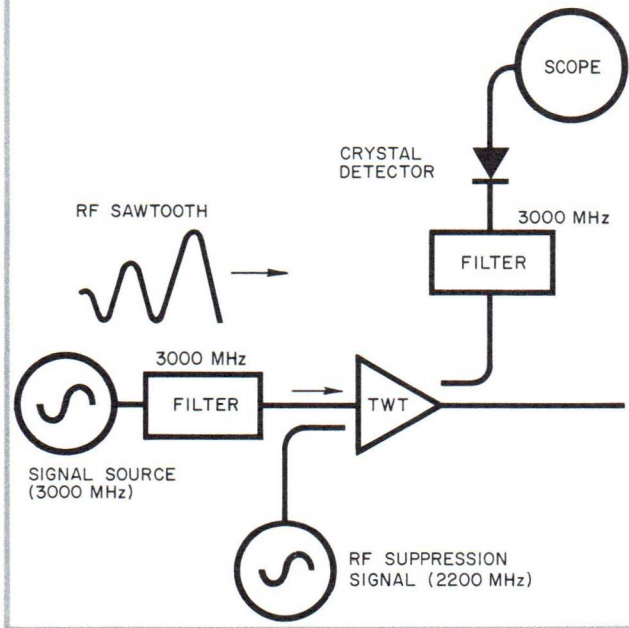 SCOPE
CRYSTAL
DETECTOR
RF SAWTOOTH
3000 MHz
FILTER
3000 MHz
FILTER
TWT
SIGNAL SOURCE
(3000 MHz)
RF SUPPRESSION
SIGNAL (2200 MHz)